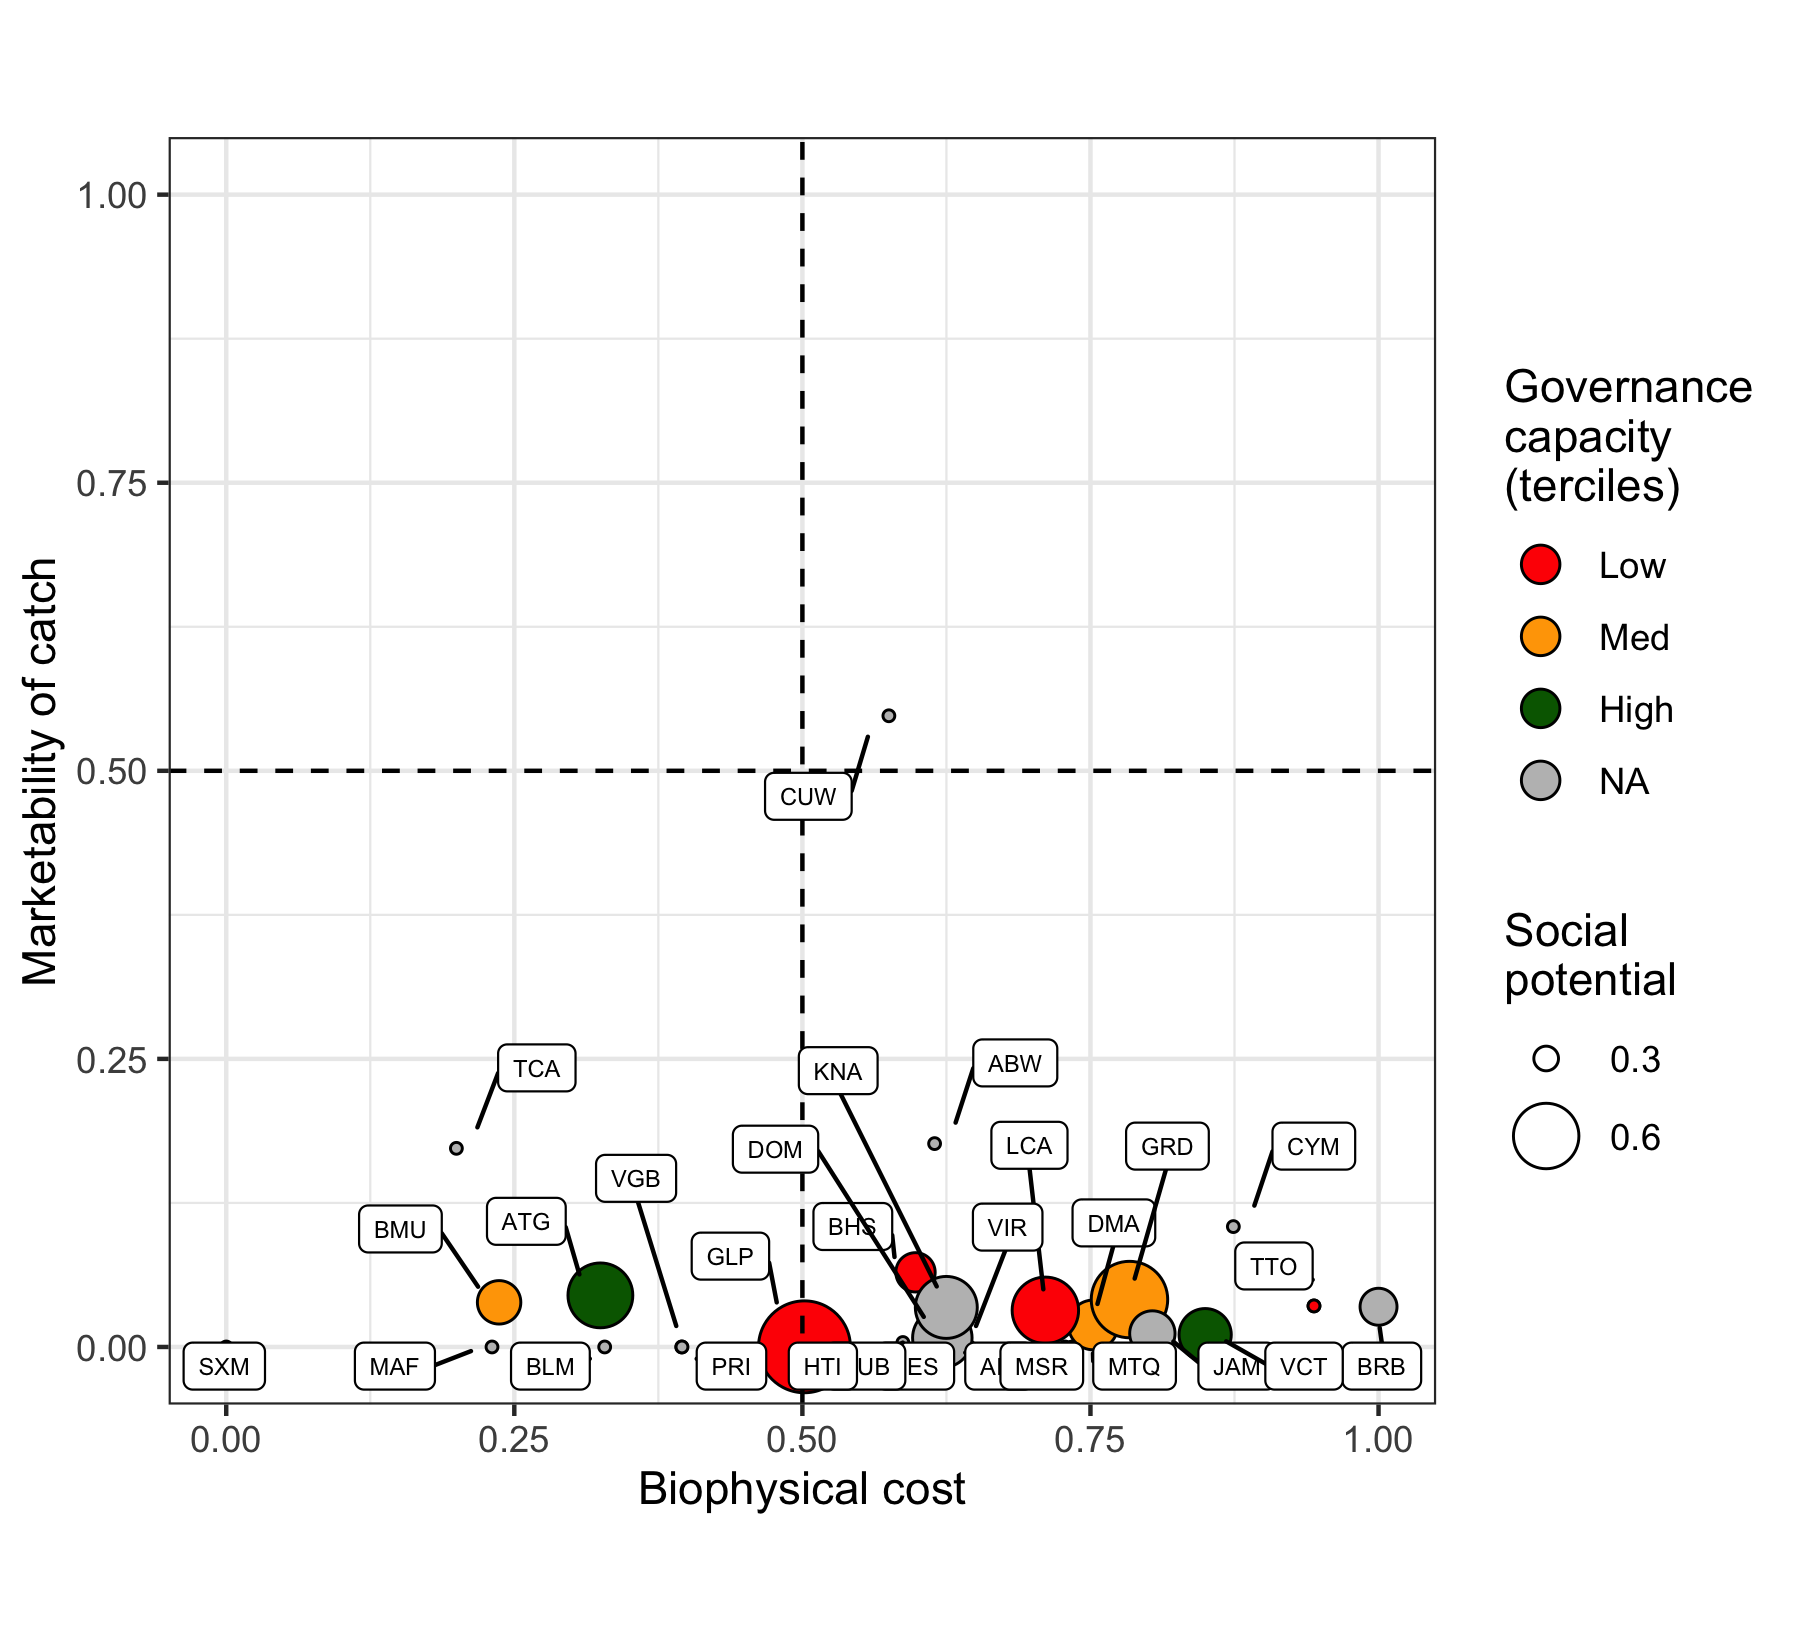 1.00
0.75
0.50
0.25
0.00
Marketability of catch
CUW
TCA
KNA
ABW
DOM
LCA
GRD
CYM
VGB
BMU
ATG
BHS
VIR
DMA
GLP
TTO
SXM
MAF
BLM
PRI
HTI
UB
ES
MSR
MTQ
JAM
VCT
BRB
0.00
0.25
0.50
0.75
1.00
Biophysical cost
Governance
capacity
(terciles)
Low
Med
High
NA
Social
potential
0.3
0.6